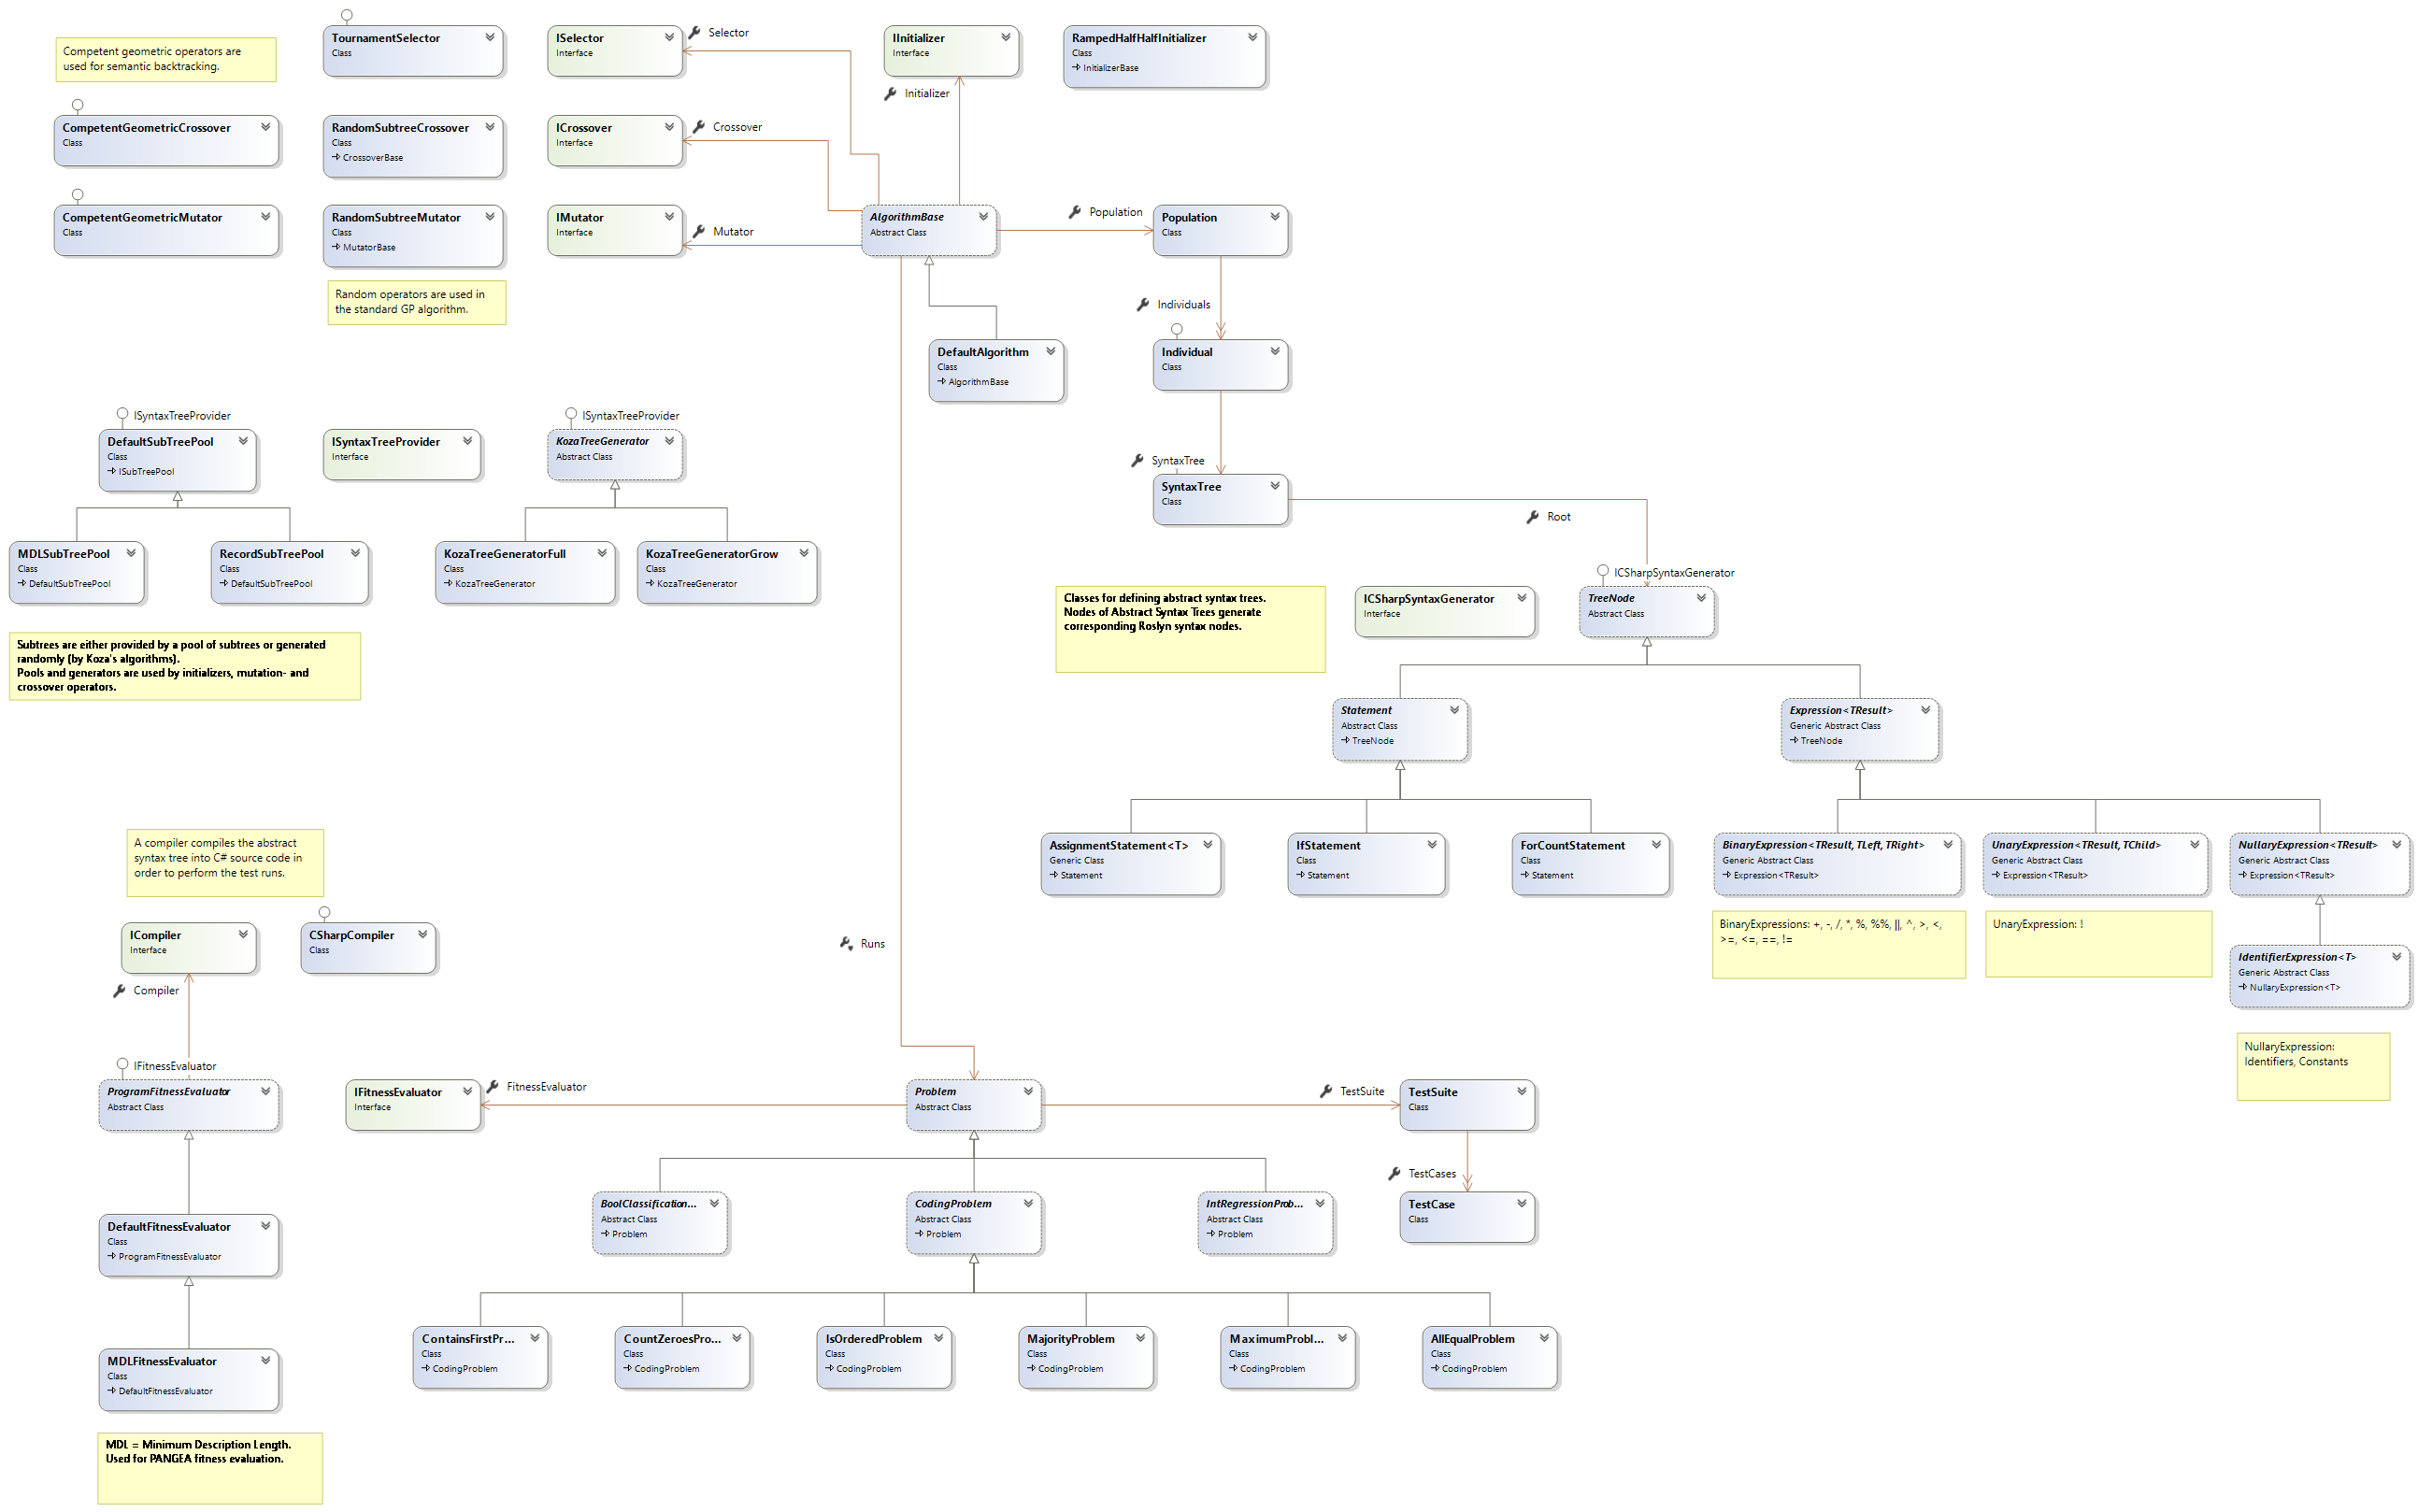 Competent geometric operators are
used for semantic backtracking.
TournamentSelector
Class
ISelector
Interface
Selector
IInitializer
Interface
Initializer
RampedHalfHalfInitializer
Class
InitializerBase
CompetentGeometricCrossover
Class
RandomSubtreeCrossover
Class
CrossoverBase
ICrossover
Interface
Crossover
CompetentGeometricMutator
Class
RandomSubtreeMutator
Class
MutatorBase
IMutator
Interface
Mutator
AlgorithmBase
Abstract Class
Population
Population
Class
Random operators are used in
the standard GP algorithm.
Individuals
DefaultAlgorithm
Class
AlgorithmBase
Individual
Class
ISyntaxTreeProvider
DefaultSubTreePool
Class
ISubTreePool
ISyntaxTreeProvider
Interface
ISyntaxTreeProvider
KozaTreeGenerator
Abstract Class
SyntaxTree
SyntaxTree
Class
Root
MDLSubTreePool
Class
DefaultSubTreePool
RecordSubTreePool
Class
DefaultSubTreePool
KozaTreeGeneratorFull
Class
KozaTreeGenerator
KozaTreeGeneratorGrow
Class
KozaTreeGenerator
Subtrees are either provided by a pool of subtrees or generated
randomly (by Koza's algorithms).
Pools and generators are used by initializers, mutation- and
crossover operators.
Classes for defining abstract syntax trees.
Nodes of Abstract Syntax Trees generate
corresponding Roslyn syntax nodes.
ICSharpSyntaxGenerator
Interface
ICSharpSyntaxGenerator
TreeNode
Abstract Class
Statement
Abstract Class
TreeNode
Expression<TResult>
Generic Abstract Class
TreeNode
AssignmentStatement<T>
Generic Class
Statement
IfStatement
Class
Statement
ForCountStatement
Class
Statement
BinaryExpression<TResult, TLeft, TRight>
Generic Abstract Class
Expression<TResult>
UnaryExpression<TResult, TChild>
Generic Abstract Class
Expression<TResult>
NullaryExpression<TResult>
Generic Abstract Class
Expression<TResult>
BinaryExpressions: +, -, /, *, %, %%, ||, ^, >, <,
>=, <=, ==, !=
UnaryExpression: !
IdentifierExpression<T>
Generic Abstract Class
NullaryExpression<T>
NullaryExpression:
Identifiers, Constants
A compiler compiles the abstract
syntax tree into C# source code in
order to perform the test runs.
ICompiler
Interface
CSharpCompiler
Class
Compiler
Runs
IFitnessEvaluator
ProgramFitnessEvaluator
Abstract Class
IFitnessEvaluator
Interface
FitnessEvaluator
Problem
Abstract Class
TestSuite
TestSuite
Class
TestCases
BoolClassification...
Abstract Class
Problem
CodingProblem
Abstract Class
Problem
IntRegressionProb...
Abstract Class
Problem
TestCase
Class
DefaultFitnessEvaluator
Class
ProgramFitnessEvaluator
ContainsFirstPr...
Class
CodingProblem
CountZeroesPro...
Class
CodingProblem
IsOrderedProblem
Class
CodingProblem
MajorityProblem
Class
CodingProblem
MaximumProbl...
Class
CodingProblem
AllEqualProblem
Class
CodingProblem
MDLFitnessEvaluator
Class
DefaultFitnessEvaluator
MDL = Minimum Description Length.
Used for PANGEA fitness evaluation.